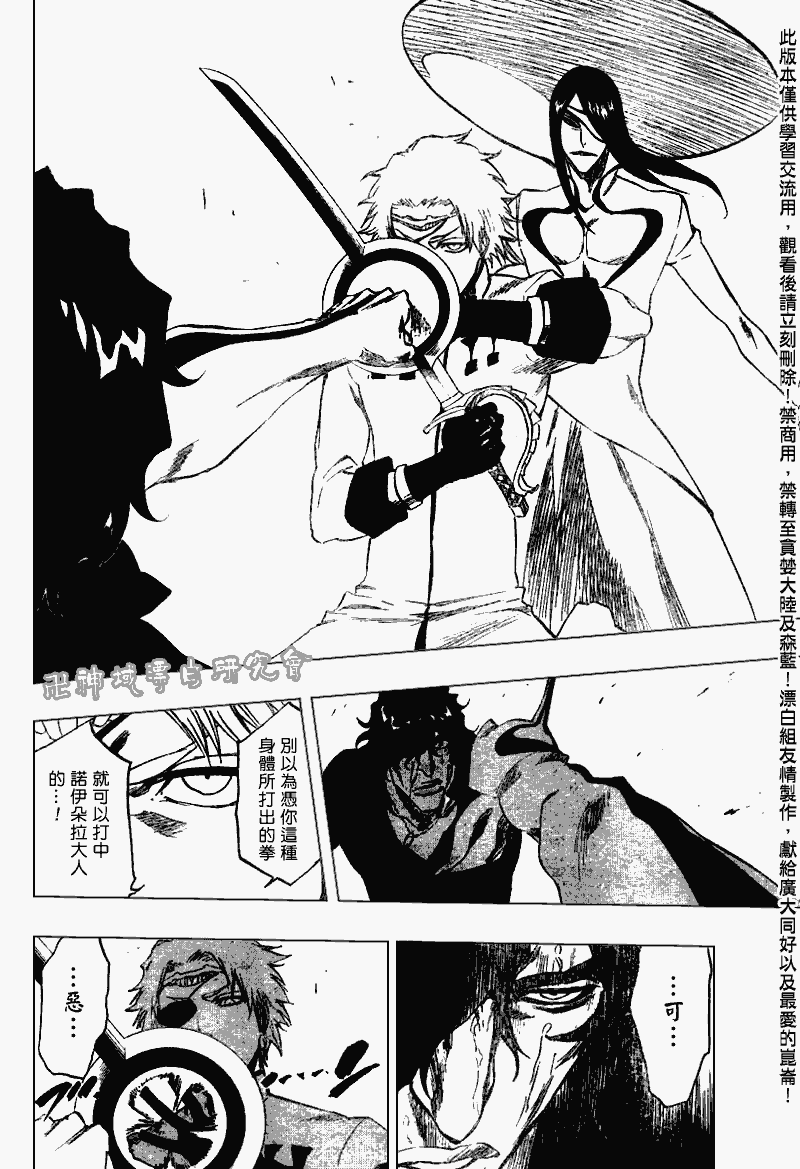 此版本僅供學習交流用，觀看後請立刻刪除！禁商用，禁轉至貪婪大陸及森藍！漂白組友情製作，獻給廣大同好以及最愛的崑崙！
卍神域漂白研究會
別以為憑你這種
身體所打出的拳
就可以打中
諾伊朵拉大人
的…！
…可…
…惡…